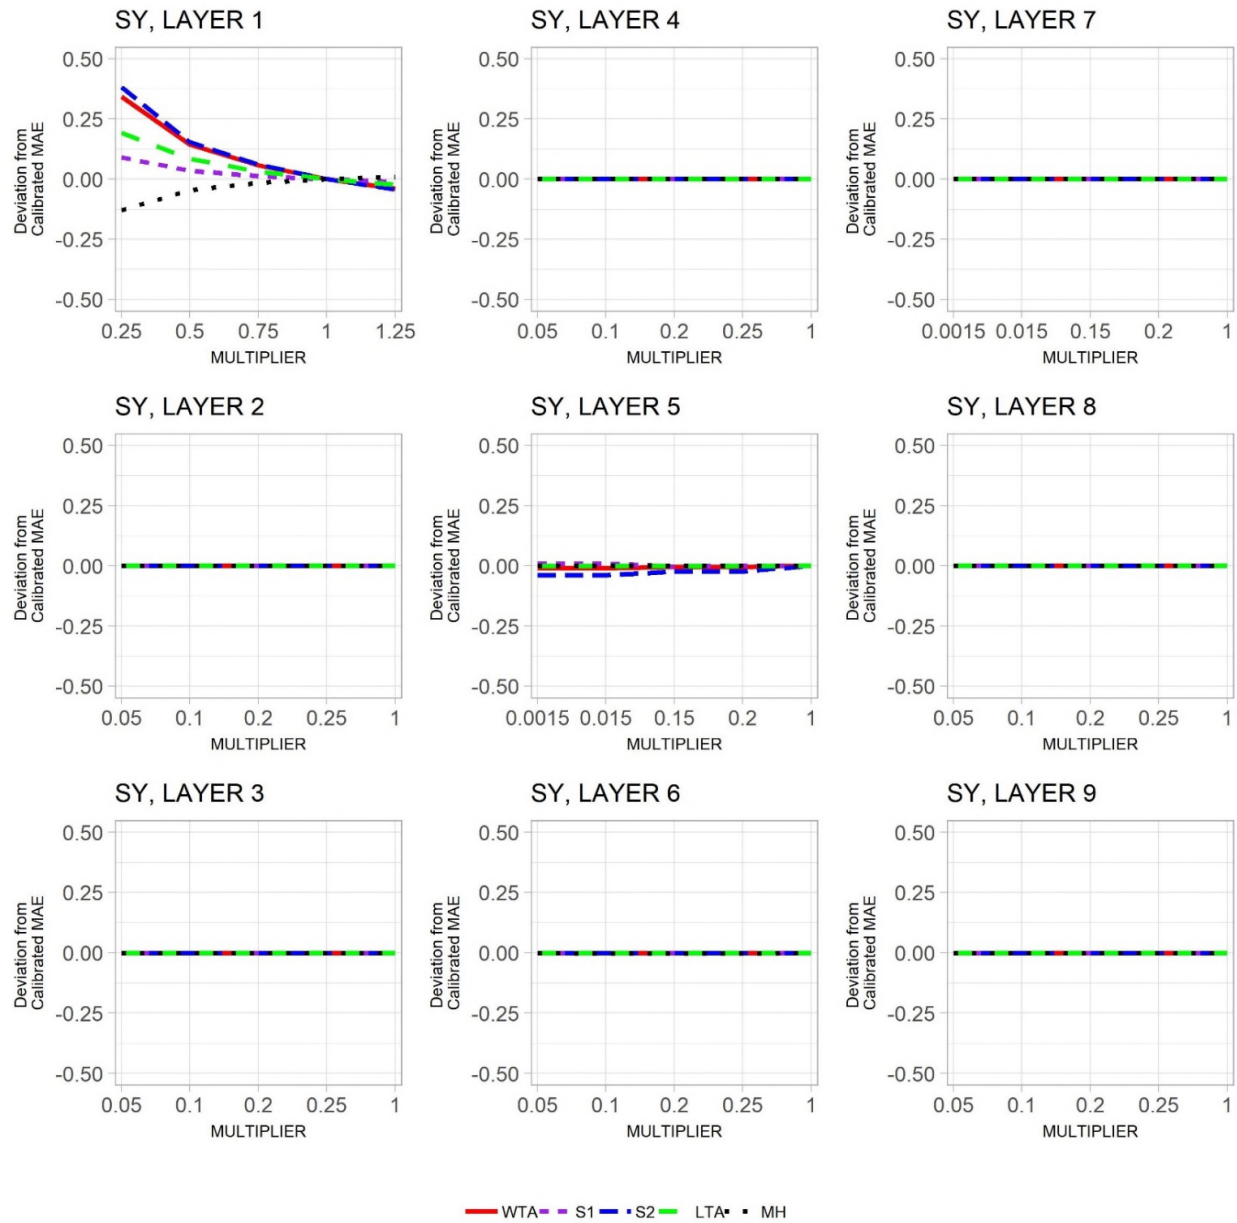 SY, LAYER 1
0.50
0.25
0.00
-0.25
-0.50
Deviation from
Calibrated MAE
0.25 0.5 0.75 1 1.25
MULTIPLIER
SY, LAYER 4
0.50
0.25
0.00
-0.25
-0.50
Deviation from
Calibrated MAE
0.05 0.1 0.2 0.25 1
MULTIPLIER
SY, LAYER 7
0.50
0.25
0.00
-0.25
-0.50
Deviation from
Calibrated MAE
0.0015 0.015 0.15 0.2 1
MULTIPLIER
SY, LAYER 2
0.50
0.25
0.00
-0.25
-0.50
Deviation from
Calibrated MAE
0.05 0.1 0.2 0.25 1
MULTIPLIER
SY, LAYER 5
0.50
0.25
0.00
-0.25
-0.50
Deviation from
Calibrated MAE
0.0015 0.015 0.15 0.2 1
MULTIPLIER
SY, LAYER 8
0.50
0.25
0.00
-0.25
-0.50
Deviation from
Calibrated MAE
0.05 0.1 0.2 0.25 1
MULTIPLIER
SY, LAYER 3
0.50
0.25
0.00
-0.25
-0.50
Deviation from
Calibrated MAE
0.05 0.1 0.2 0.25 1
MULTIPLIER
SY, LAYER 6
0.50
0.25
0.00
-0.25
-0.50
Deviation from
Calibrated MAE
0.05 0.1 0.2 0.25 1
MULTIPLIER
SY, LAYER 9
0.50
0.25
0.00
-0.25
-0.50
Deviation from
Calibrated MAE
0.05 0.1 0.2 0.25 1
MULTIPLIER
WTA S1 S2 LTA MH